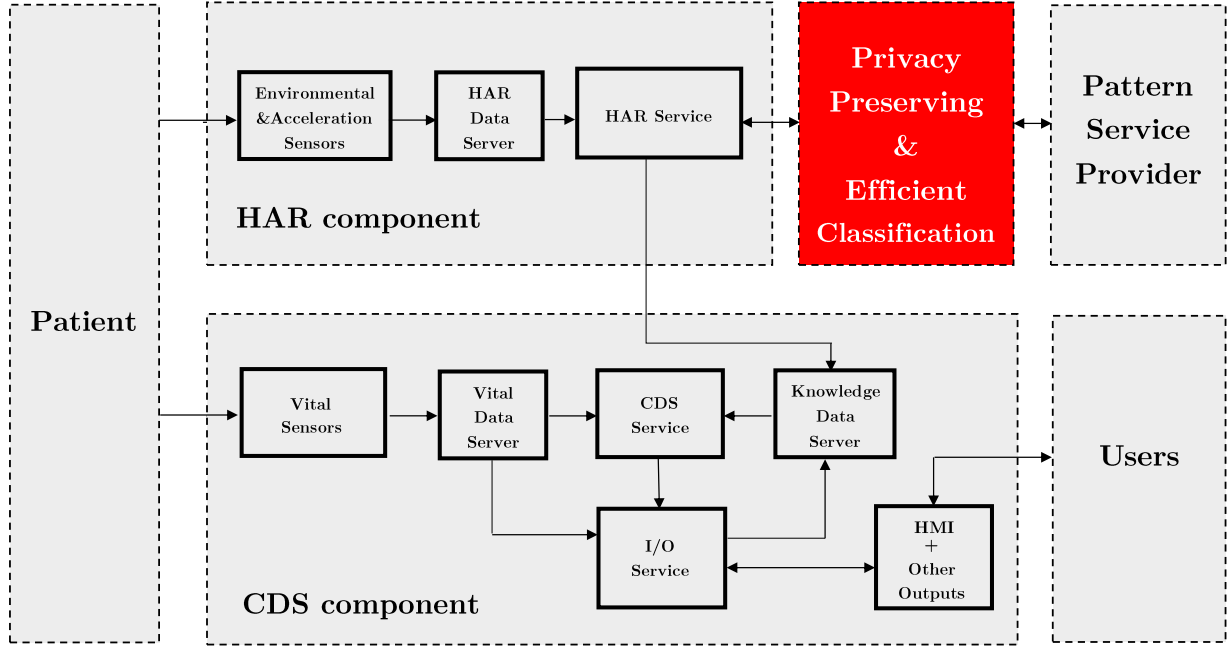 Patient
Environmental
&Acceleration
Sensors
HAR
Data
Server
HAR Service
HAR component
Privacy
Preserving
&
Efficient
Classification
Pattern
Service
Provider
Vital
Sensors
Vital
Data
Server
CDS
Service
Knowledge
Data
Server
I/O
Service
HMI
+
Other
Outputs
CDS component
Users